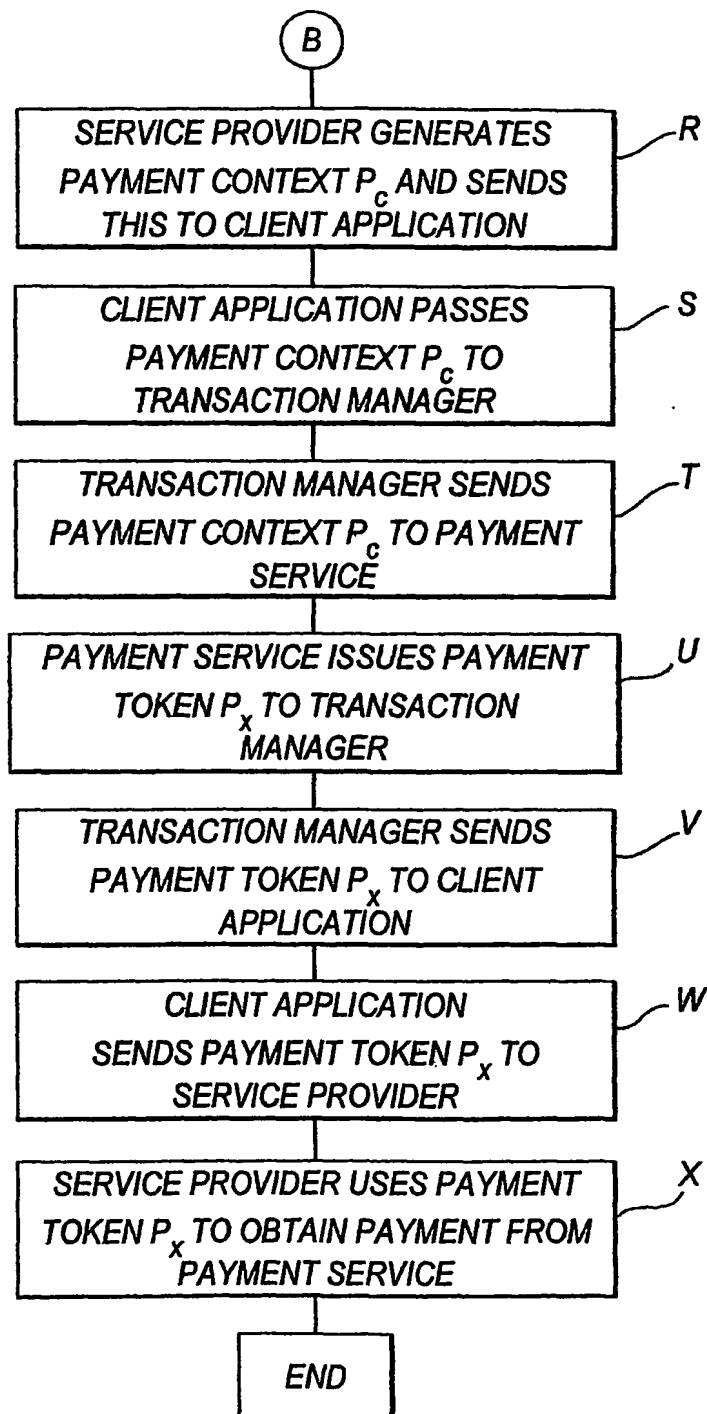 B
SERVICE PROVIDER GENERATES
PAYMENT CONTEXT Pc AND SENDS
THIS TO CLIENT APPLICATION
R
CLIENT APPLICATION PASSES
PAYMENT CONTEXT Pc TO
TRANSACTION MANAGER
S
TRANSACTION MANAGER SENDS
PAYMENT CONTEXT Pc TO PAYMENT
SERVICE
T
PAYMENT SERVICE ISSUES PAYMENT
TOKEN Px TO TRANSACTION
MANAGER
U
TRANSACTION MANAGER SENDS
PAYMENT TOKEN Px TO CLIENT
APPLICATION
V
CLIENT APPLICATION
SENDS PAYMENT TOKEN Px TO
SERVICE PROVIDER
W
SERVICE PROVIDER USES PAYMENT
TOKEN Px TO OBTAIN PAYMENT FROM
PAYMENT SERVICE
X
END